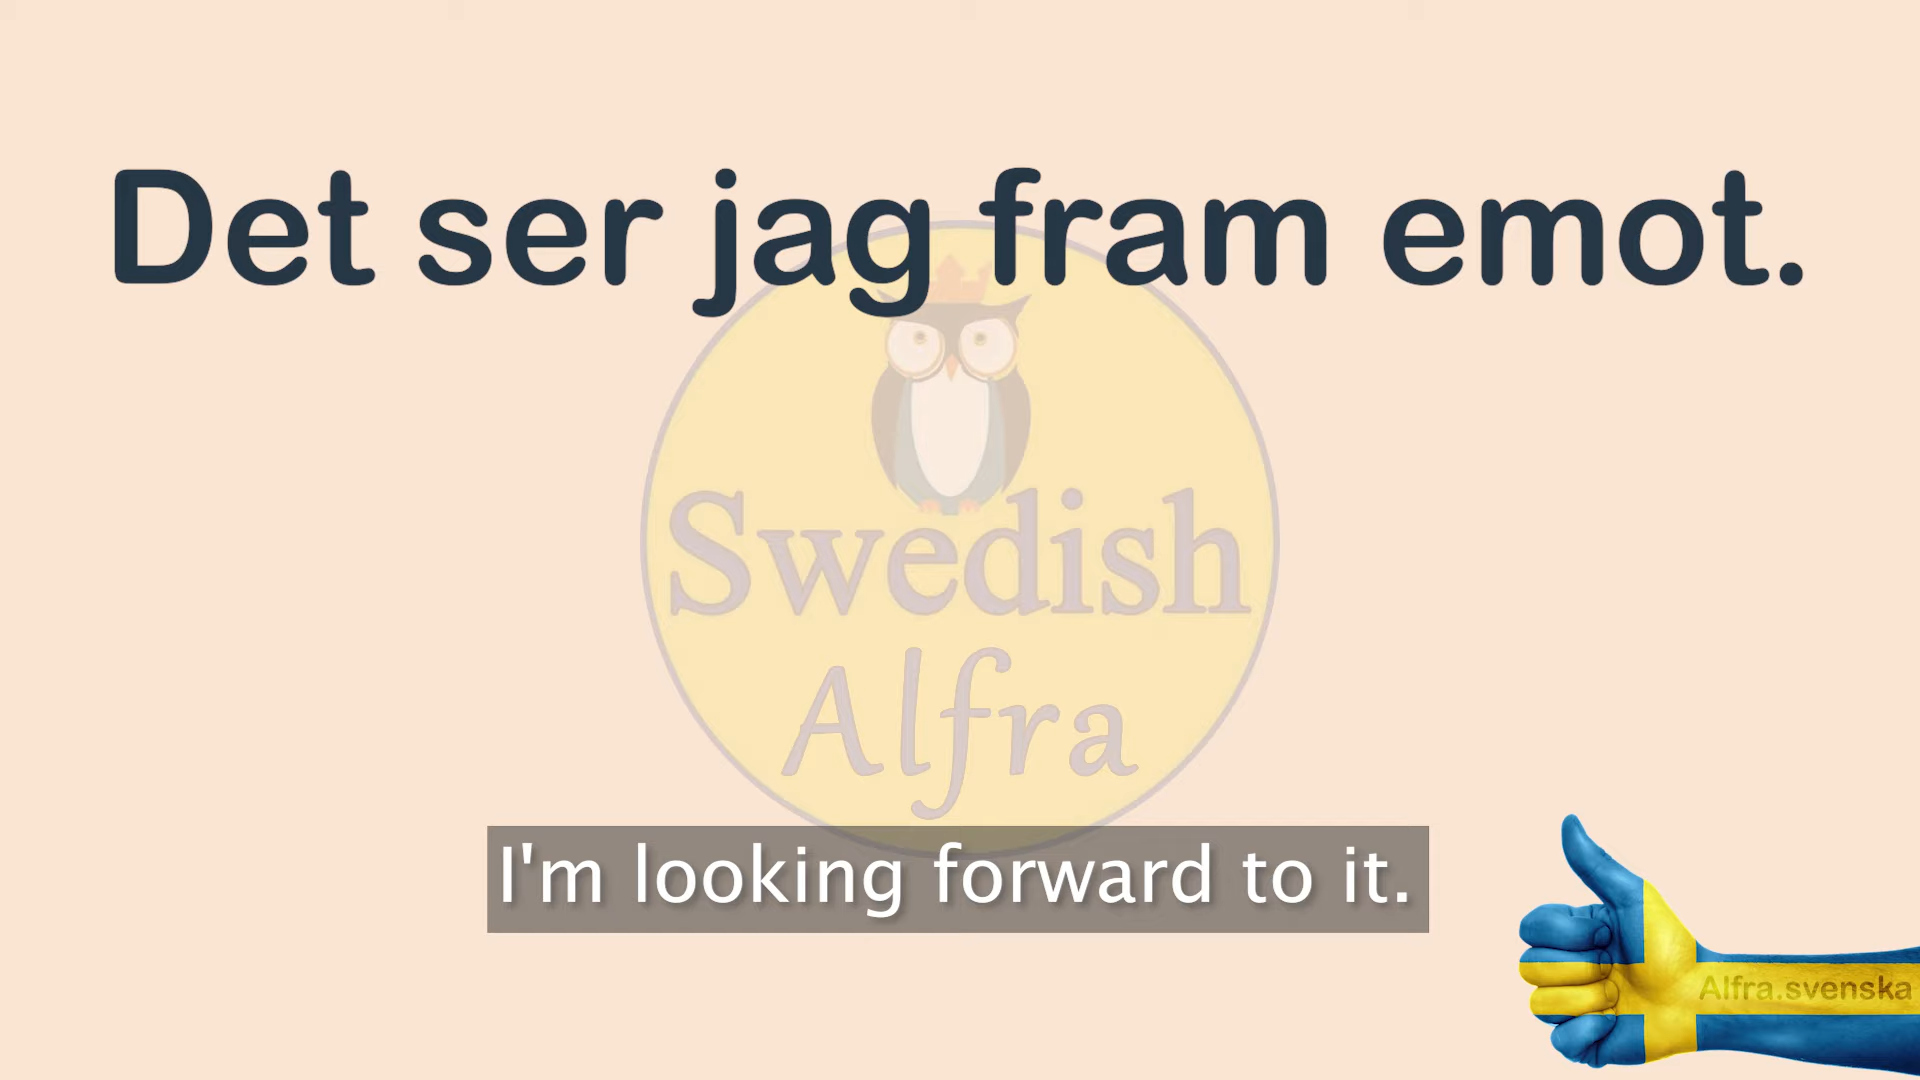 Det ser jag fram emot.
Swedish
Alfra
I'm looking forward to it.
Alfra.svenska